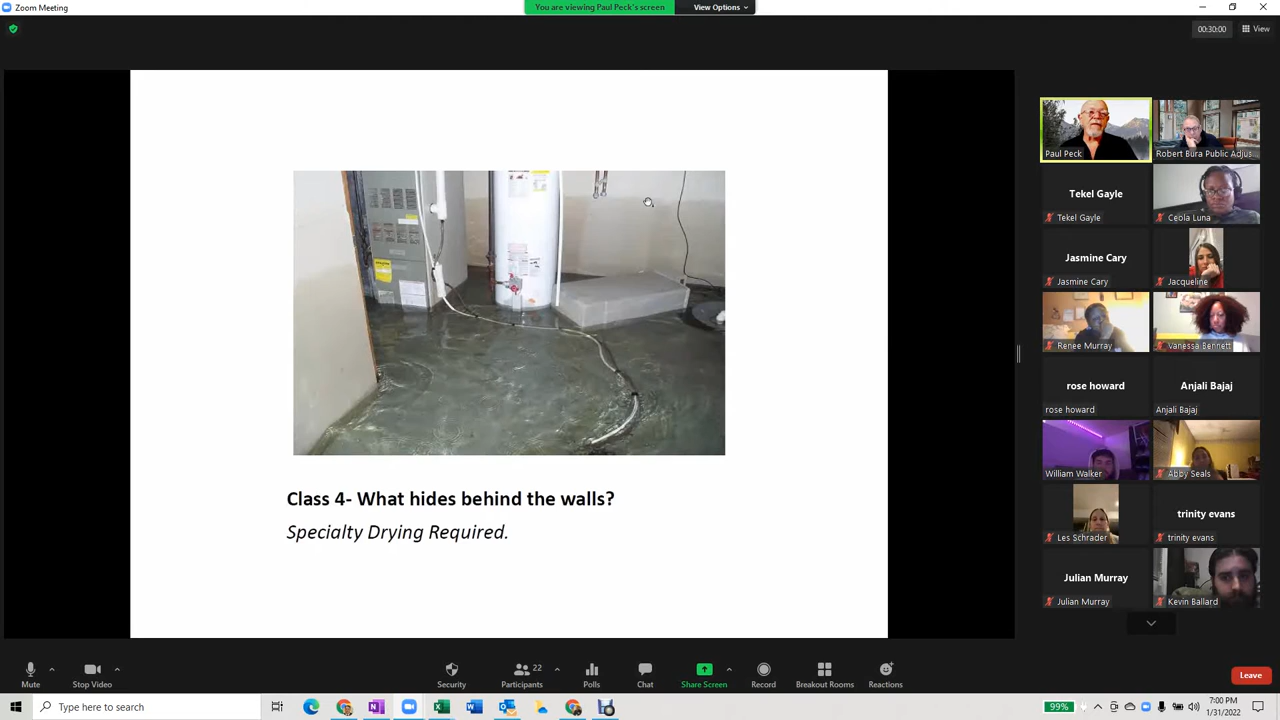 Zoom Meeting
You are viewing Paul Peck's screen
View Options
00:30:00
View
Paul Peck
Robert Bura Public Adjus...
Tekel Gayle
Tekel Gayle
Ceola Luna
Jasmine Cary
Jasmine Cary
Jacqueline
Renee Murray
Vanessa Bennett
rose howard
rose howard
Anjali Bajaj
Anjali Bajaj
William Walker
Abby Seals
Les Schrader
trinity evans
trinity evans
Julian Murray
Julian Murray
Kevin Ballard
Class 4- What hides behind the walls?
Specialty Drying Required.
Mute
Stop Video
Security
Participants
22
Polls
Chat
Share Screen
Record
Breakout Rooms
Reactions
Leave
Type here to search
99%
7:00 PM
1/31/2022